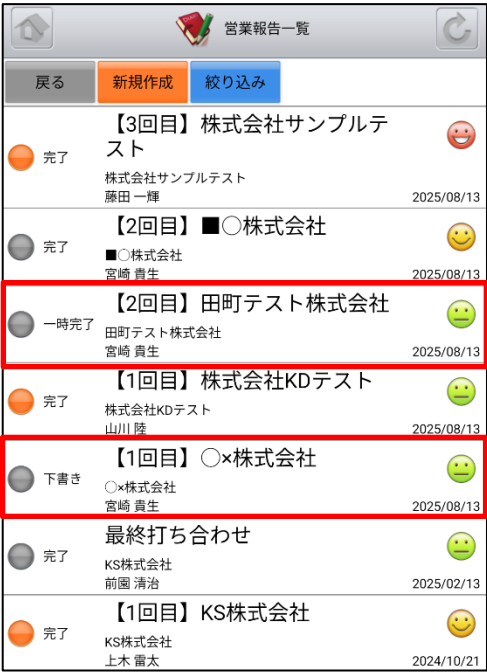 営業報告一覧
戻る
新規作成
絞り込み
【3回目】株式会社サンプルテ
スト
完了
株式会社サンプルテスト
藤田 一輝
2025/08/13
【2回目】■○株式会社
完了
■○株式会社
宮崎 貴生
2025/08/13
【2回目】田町テスト株式会社
一時完了
田町テスト株式会社
宮崎 貴生
2025/08/13
【1回目】株式会社KDテスト
完了
株式会社KDテスト
山川 陸
2025/08/13
【1回目】○×株式会社
下書き
○×株式会社
宮崎 貴生
2025/08/13
最終打ち合わせ
完了
KS株式会社
前園 清治
2025/02/13
【1回目】KS株式会社
完了
KS株式会社
上木 雷太
2024/10/21